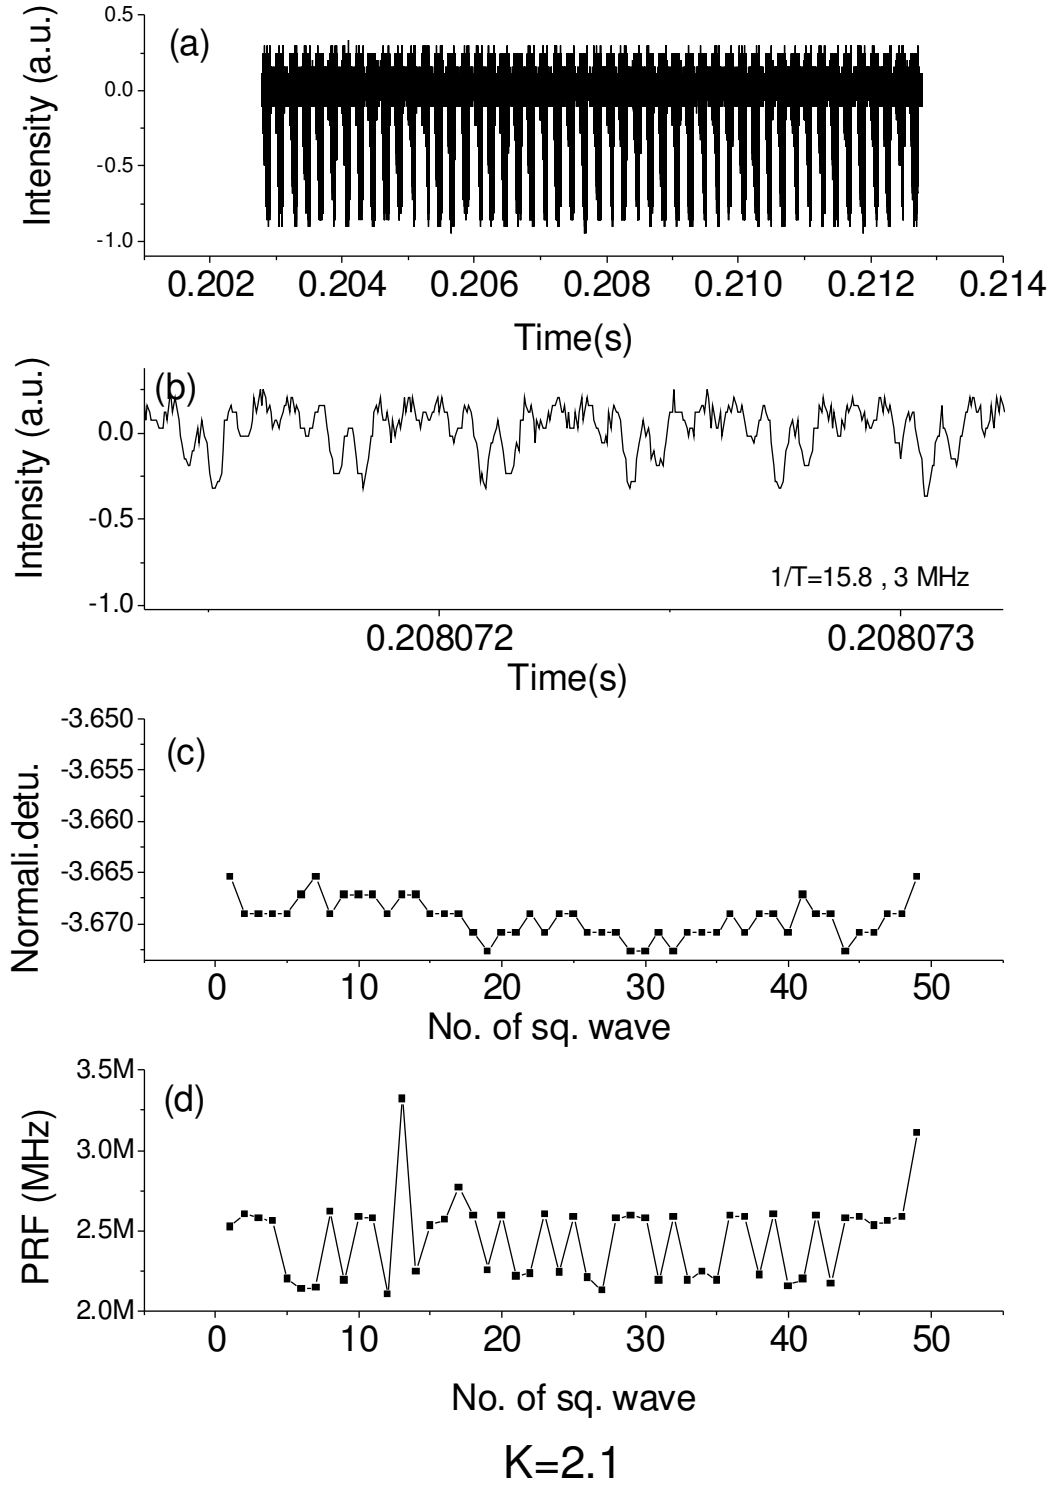 (a)
Intensity (a.u.)
0.5
0.0
-0.5
-1.0
0.202 0.204 0.206 0.208 0.210 0.212 0.214
Time(s)
(b)
Intensity (a.u.)
0.0
-0.5
-1.0
1/T=15.8 , 3 MHz
0.208072 0.208073
Time(s)
(c)
Normali.detu.
-3.650
-3.655
-3.660
-3.665
-3.670
0 10 20 30 40 50
No. of sq. wave
(d)
PRF (MHz)
3.5M
3.0M
2.5M
2.0M
0 10 20 30 40 50
No. of sq. wave
K=2.1